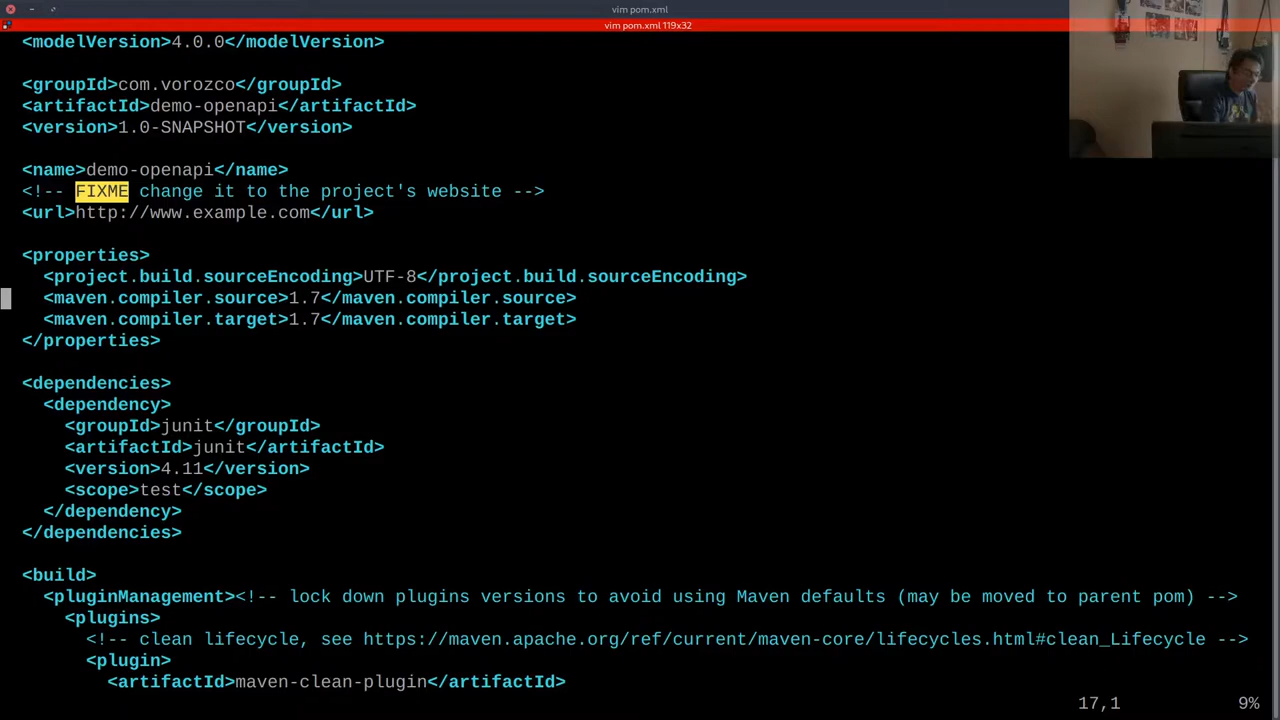 vim pom.xml
vim pom.xml 119x32
<modelVersion>4.0.0</modelVersion>
<groupId>com.vorozco</groupId>
<artifactId>demo-openapi</artifactId>
<version>1.0-SNAPSHOT</version>
<name>demo-openapi</name>
<!-- FIXME change it to the project's website -->
<url>http://www.example.com</url>
<properties>
<project.build.sourceEncoding>UTF-8</project.build.sourceEncoding>
<maven.compiler.source>1.7</maven.compiler.source>
<maven.compiler.target>1.7</maven.compiler.target>
</properties>
<dependencies>
<dependency>
<groupId>junit</groupId>
<artifactId>junit</artifactId>
<version>4.11</version>
<scope>test</scope>
</dependency>
</dependencies>
<build>
<pluginManagement><!-- lock down plugins versions to avoid using Maven defaults (may be moved to parent pom) -->
<plugins>
<!-- clean lifecycle, see https://maven.apache.org/ref/current/maven-core/lifecycles.html#clean_Lifecycle -->
<plugin>
<artifactId>maven-clean-plugin</artifactId>
17,1 9%